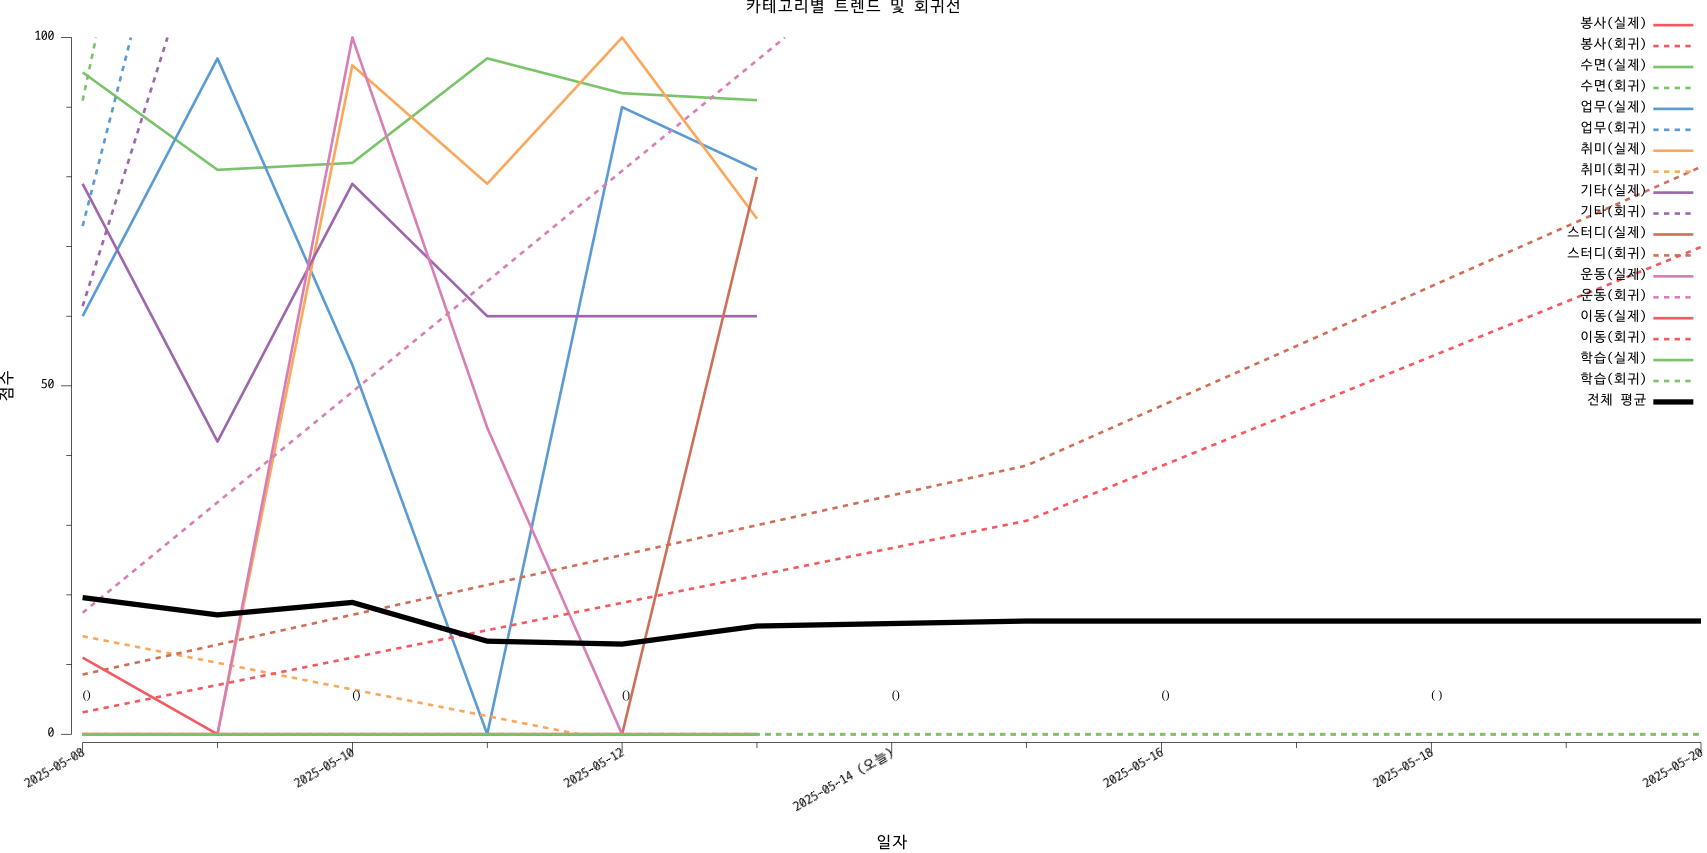 카테고리별 트렌드 및 회귀선
봉사(실제)
봉사(회귀)
수면(실제)
수면(회귀)
업무(실제)
업무(회귀)
취미(실제)
취미(회귀)
기타(실제)
기타(회귀)
스터디(실제)
스터디(회귀)
운동(실제)
운동(회귀)
이동(실제)
이동(회귀)
학습(실제)
학습(회귀)
전체 평균
100
50
0
점수
() () () () () ()
2025-05-08 2025-05-10 2025-05-12 2025-05-14 (오늘) 2025-05-16 2025-05-18 2025-05-20
일자